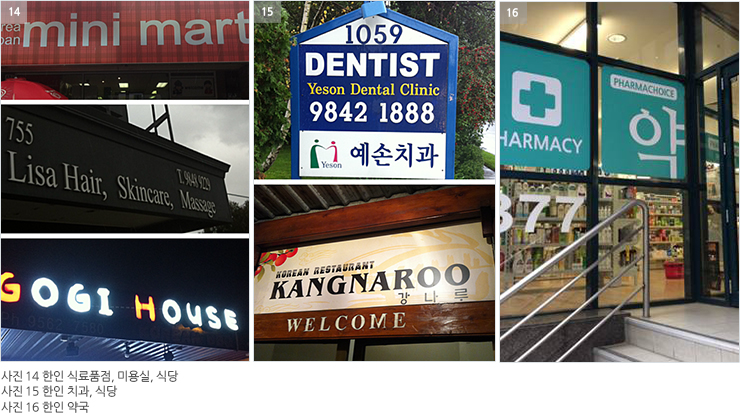 14
mini mart
755
Lisa Hair, Skincare, Massage
T. 9848 9229
GOGI HOUSE
15
1059
DENTIST
Yeson Dental Clinic
9842 1888
Yeson
예손치과
KOREAN RESTAURANT
KANGNAROO
강나루
WELCOME
16
PHARMACHOICE
HARMACY
약
377
사진 14 한인 식료품점, 미용실, 식당
사진 15 한인 치과, 식당
사진 16 한인 약국